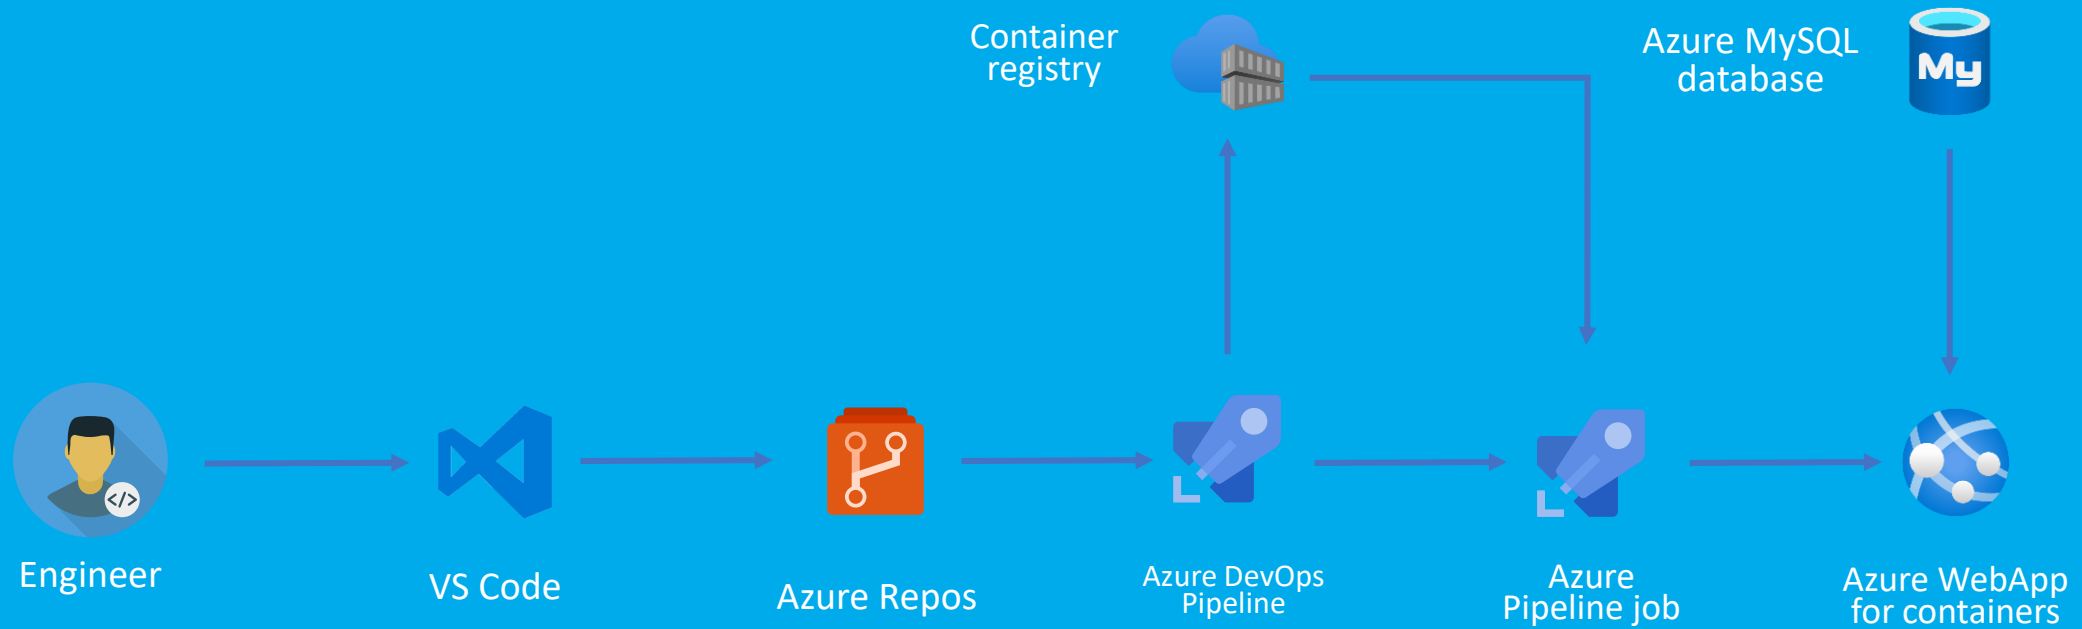 Container
registry
Azure MySQL
database
My
Engineer
VS Code
Azure Repos
Azure DevOps
Pipeline
Azure
Pipeline job
Azure WebApp
for containers